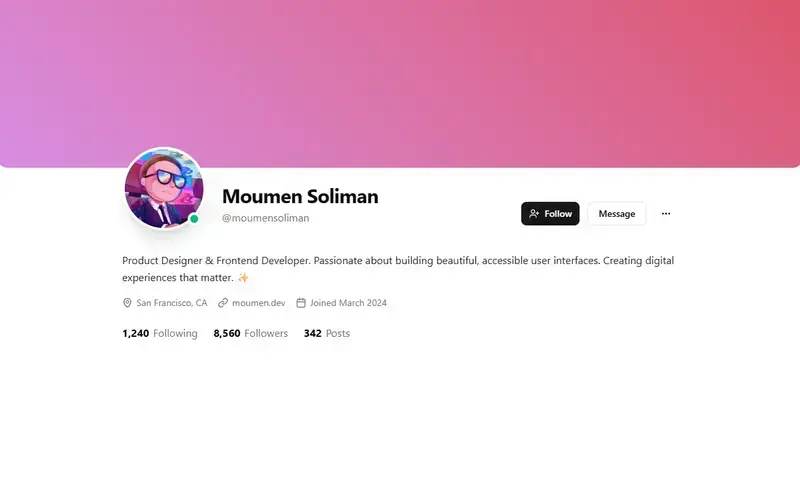 Moumen Soliman
@moumensoliman
Follow
Message
Product Designer & Frontend Developer. Passionate about building beautiful, accessible user interfaces. Creating digital
experiences that matter. ✨
San Francisco, CA moumen.dev Joined March 2024
1,240 Following 8,560 Followers 342 Posts